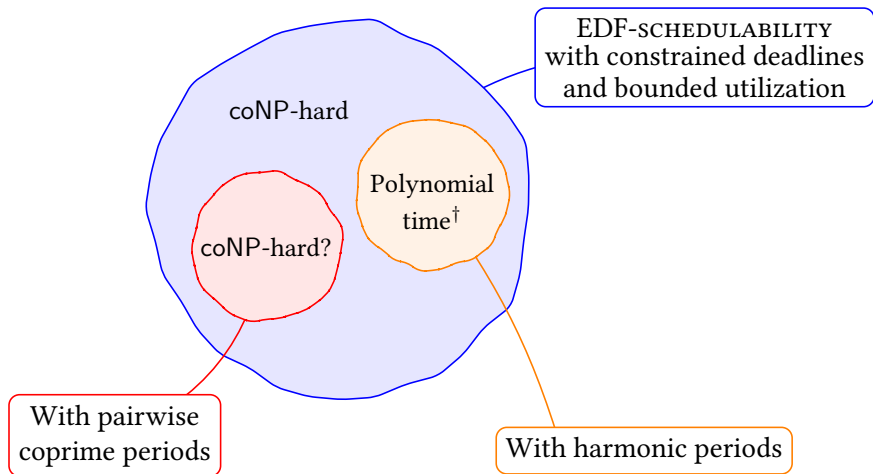 EDF-SCHEDULABILITY
with constrained deadlines
and bounded utilization
coNP-hard
Polynomial
time†
coNP-hard?
With pairwise
coprime periods
With harmonic periods